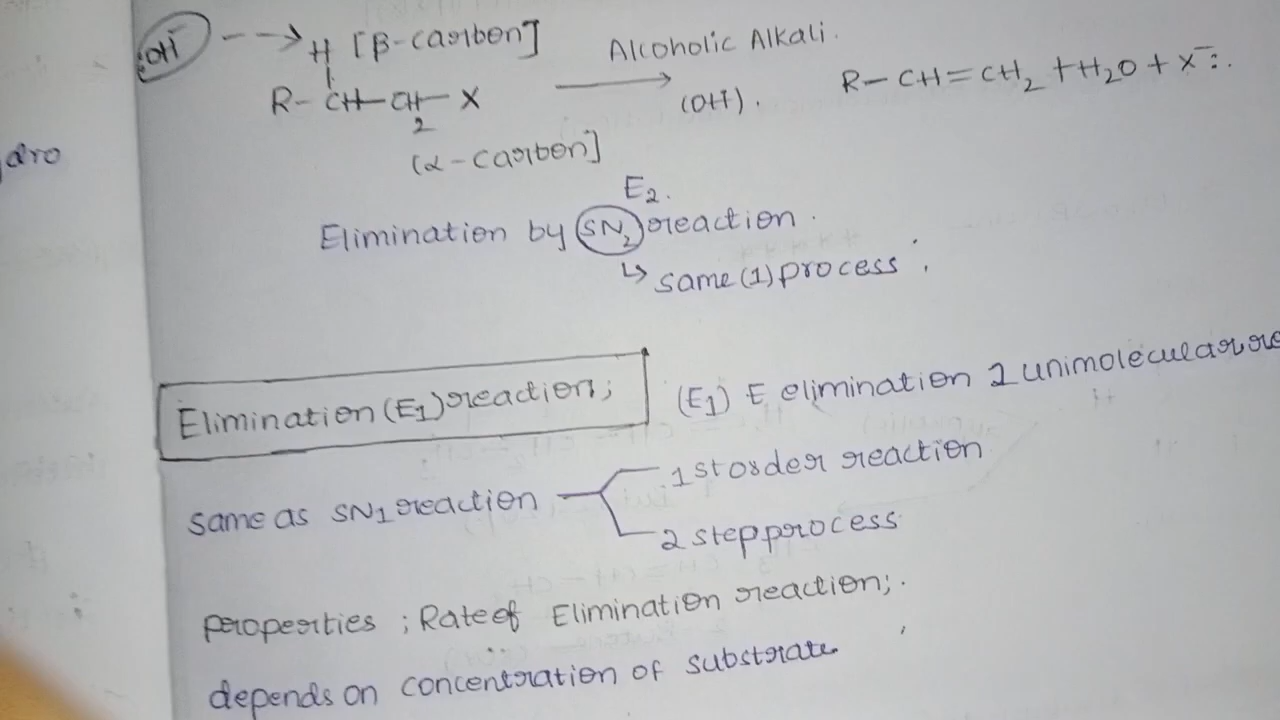 :OH⁻ ---> H [β-carbon] Alcoholic Alkali.
R-CH-CH₂-X ⟶ (OH). R-CH=CH₂ + H₂O + X⁻:.
(α-carbon]
dro
E₂.
Elimination by SN₂ reaction.
↳ same (1) process.
Elimination (E₁) reaction; (E₁) E elimination 1 unimolecular
same as SN₁ reaction 1st order reaction
2 step process
properties ; Rate of Elimination reaction;.
depends on concentration of substrate